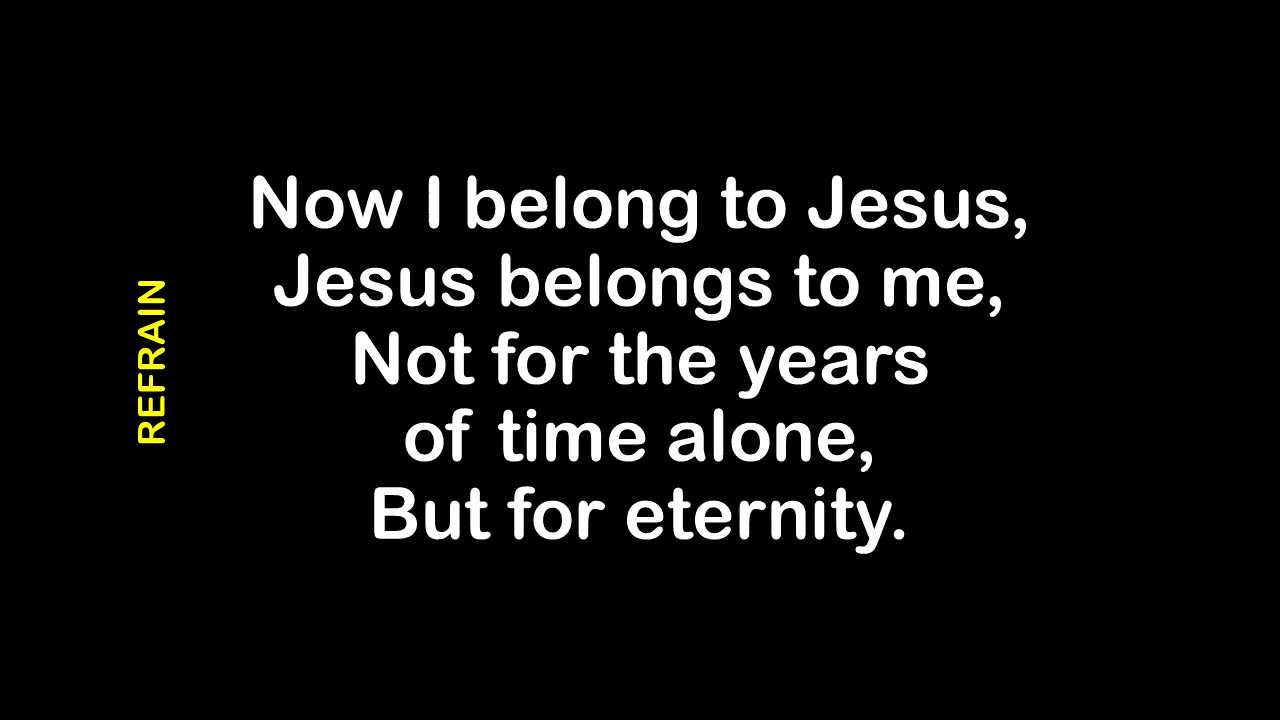 REFRAIN
Now I belong to Jesus,
Jesus belongs to me,
Not for the years
of time alone,
But for eternity.